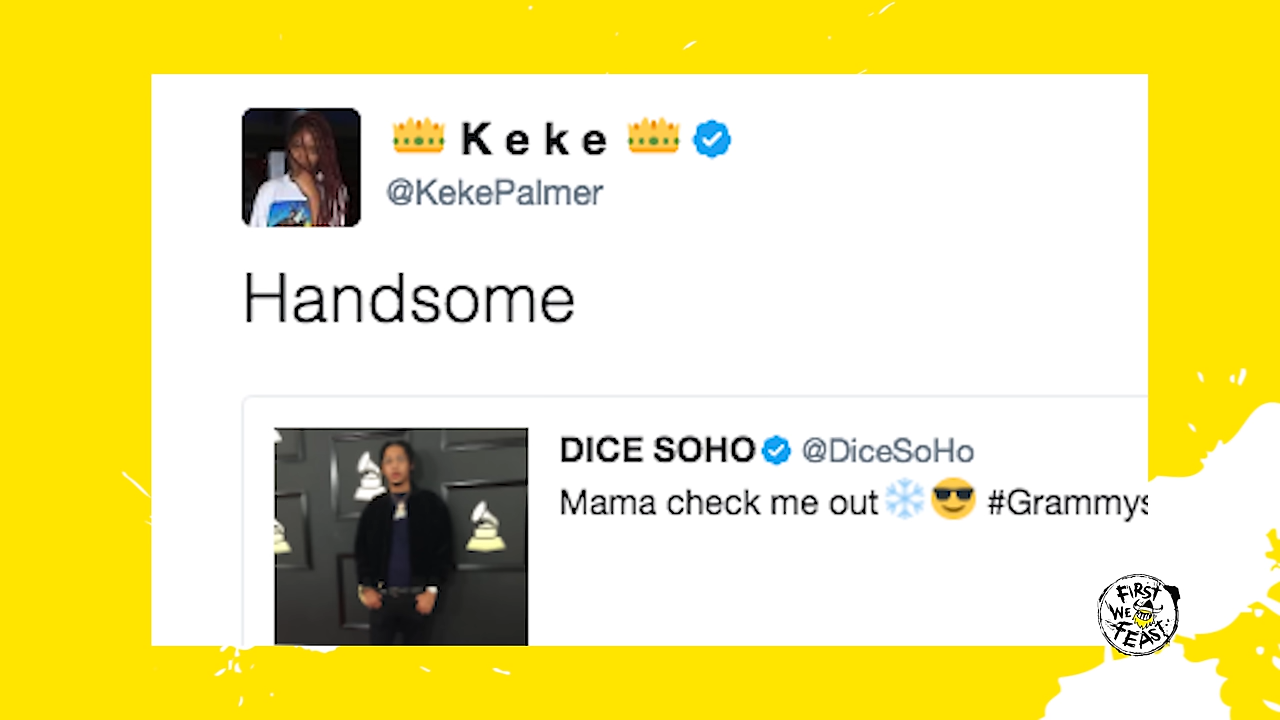 👑 K e k e 👑
@KekePalmer
Handsome
DICE SOHO @DiceSoHo
Mama check me out❄️😎 #Grammys
FIRST
WE
FEAST